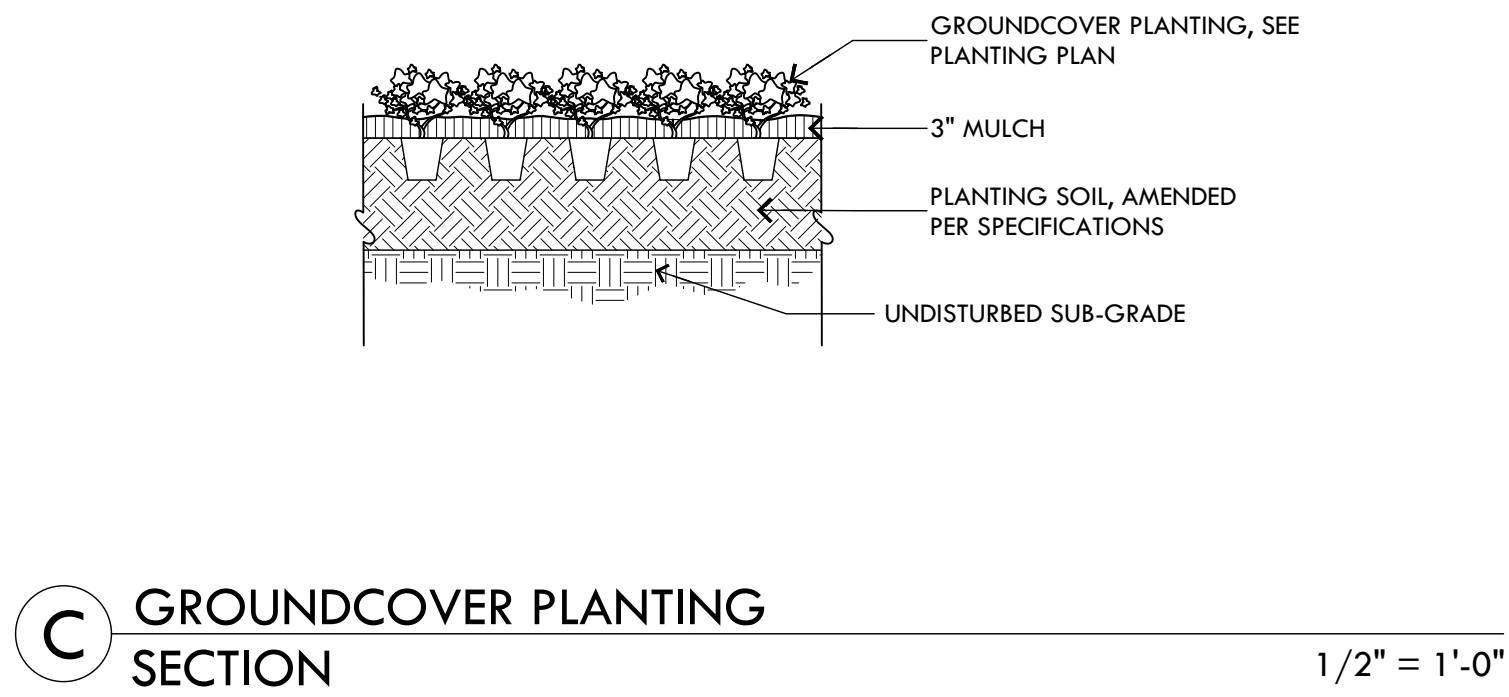 GROUNDCOVER PLANTING, SEE
PLANTING PLAN
3" MULCH
PLANTING SOIL, AMENDED
PER SPECIFICATIONS
UNDISTURBED SUB-GRADE
C
GROUNDCOVER PLANTING
SECTION
1/2" = 1'-0"